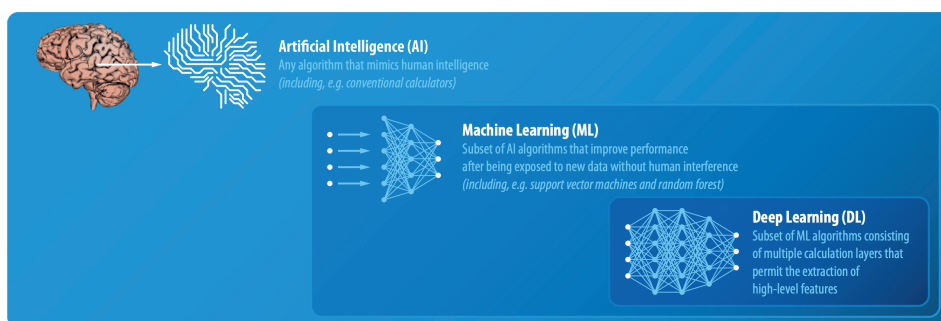 Artificial Intelligence (AI)
Any algorithm that mimics human intelligence
(including, e.g. conventional calculators)
Machine Learning (ML)
Subset of AI algorithms that improve performance
after being exposed to new data without human interference
(including, e.g. support vector machines and random forest)
Deep Learning (DL)
Subset of ML algorithms consisting
of multiple calculation layers that
permit the extraction of
high-level features